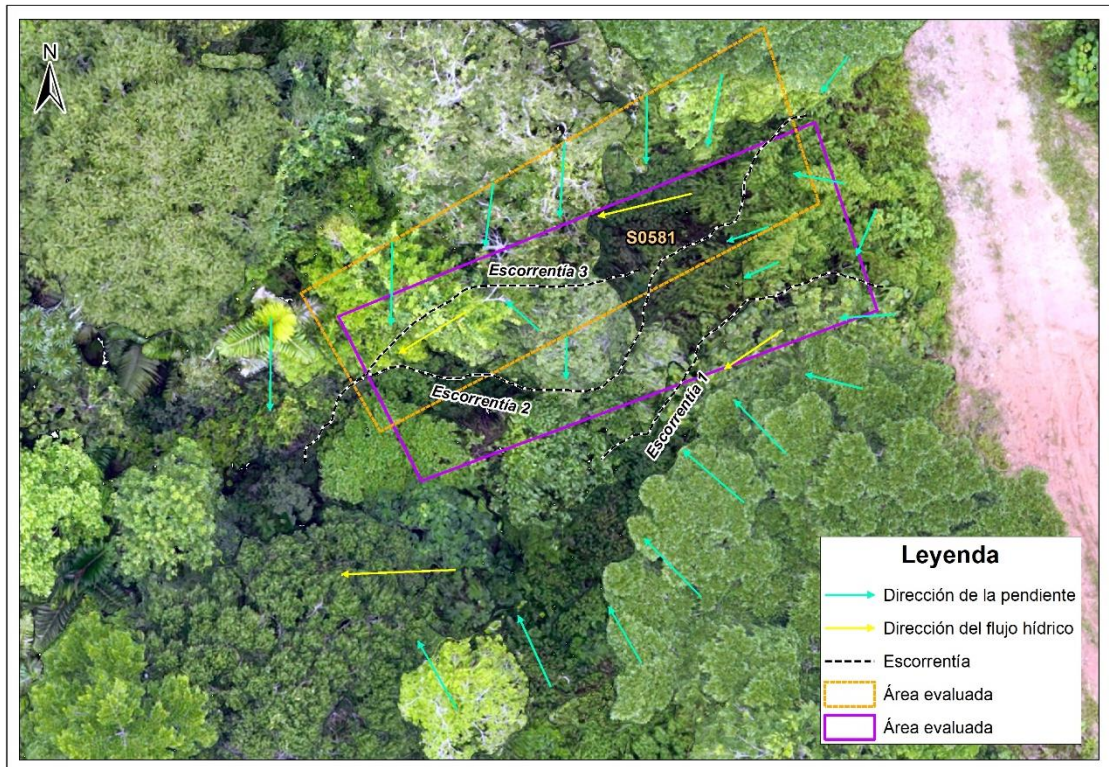 N
S0581
Escorrentía 3
Escorrentía 2
Escorrentía 1
Leyenda
Dirección de la pendiente
Dirección del flujo hídrico
Escorrentía
Área evaluada
Área evaluada